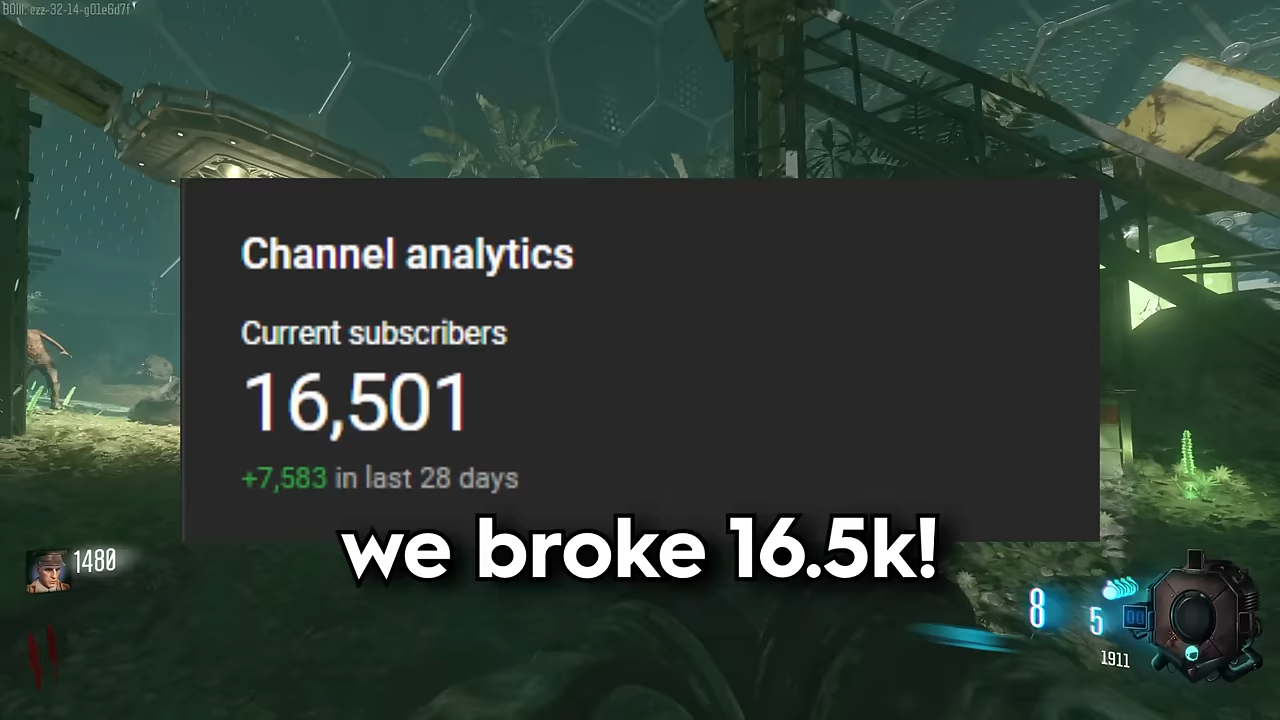 BOIII: ezz-32-14-g01e6d7f
Channel analytics
Current subscribers
16,501
+7,583 in last 28 days
we broke 16.5k!
1480
8
5
00
1911